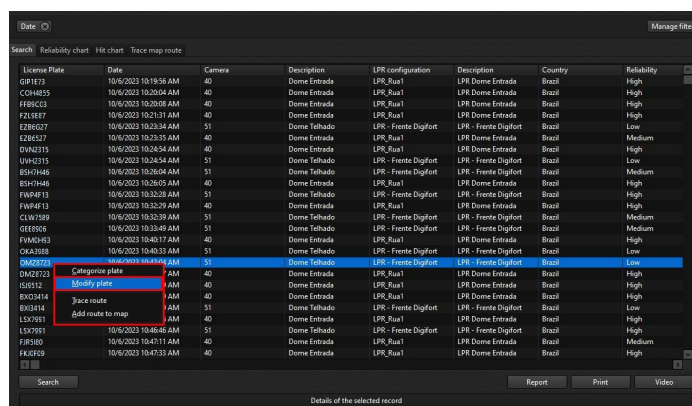 Date
Manage filte
Search Reliability chart Hit chart Trace map route
License Plate Date Camera Description LPR configuration Description Country Reliability
GIP1E73 10/6/2023 10:19:56 AM 40 Dome Entrada LPR_Rua1 LPR Dome Entrada Brazil High
COH4855 10/6/2023 10:20:04 AM 40 Dome Entrada LPR_Rua1 LPR Dome Entrada Brazil High
FFB9C03 10/6/2023 10:20:08 AM 40 Dome Entrada LPR_Rua1 LPR Dome Entrada Brazil High
FZL9E87 10/6/2023 10:21:31 AM 40 Dome Entrada LPR_Rua1 LPR Dome Entrada Brazil High
EZB6G27 10/6/2023 10:23:34 AM 51 Dome Telhado LPR - Frente Digifort LPR - Frente Digifort Brazil Low
EZB6527 10/6/2023 10:23:35 AM 40 Dome Entrada LPR_Rua1 LPR Dome Entrada Brazil Medium
DVN2315 10/6/2023 10:24:54 AM 40 Dome Entrada LPR_Rua1 LPR Dome Entrada Brazil High
UVH2315 10/6/2023 10:24:54 AM 51 Dome Telhado LPR - Frente Digifort LPR - Frente Digifort Brazil Low
BSH7H46 10/6/2023 10:26:04 AM 51 Dome Telhado LPR - Frente Digifort LPR - Frente Digifort Brazil Medium
BSH7H46 10/6/2023 10:26:05 AM 40 Dome Entrada LPR_Rua1 LPR Dome Entrada Brazil High
FWP4F13 10/6/2023 10:32:28 AM 51 Dome Telhado LPR - Frente Digifort LPR - Frente Digifort Brazil High
FWP4F13 10/6/2023 10:32:29 AM 40 Dome Entrada LPR_Rua1 LPR Dome Entrada Brazil High
CLW7589 10/6/2023 10:32:39 AM 51 Dome Telhado LPR - Frente Digifort LPR - Frente Digifort Brazil Medium
GEE8906 10/6/2023 10:33:49 AM 51 Dome Telhado LPR - Frente Digifort LPR - Frente Digifort Brazil Medium
FVM0H93 10/6/2023 10:40:17 AM 40 Dome Entrada LPR_Rua1 LPR Dome Entrada Brazil High
OKA3988 10/6/2023 10:40:33 AM 51 Dome Telhado LPR - Frente Digifort LPR - Frente Digifort Brazil Low
OMZ8723 10/6/2023 10:42:04 AM 51 Dome Telhado LPR - Frente Digifort LPR - Frente Digifort Brazil Low
DMZ8723 AM 40 Dome Entrada LPR_Rua1 LPR Dome Entrada Brazil High
Categorize plate
ISJ9512 AM 40 Dome Entrada LPR_Rua1 LPR Dome Entrada Brazil High
Modify plate
BXO3414 AM 40 Dome Entrada LPR_Rua1 LPR Dome Entrada Brazil High
Trace route
BXI3414 AM 51 Dome Telhado LPR - Frente Digifort LPR - Frente Digifort Brazil Low
Add route to map
LSX7991 AM 40 Dome Entrada LPR_Rua1 LPR Dome Entrada Brazil High
LSX7991 10/6/2023 10:46:46 AM 51 Dome Telhado LPR - Frente Digifort LPR - Frente Digifort Brazil High
FJR5I80 10/6/2023 10:47:11 AM 40 Dome Entrada LPR_Rua1 LPR Dome Entrada Brazil Medium
FKJ0F09 10/6/2023 10:47:33 AM 40 Dome Entrada LPR_Rua1 LPR Dome Entrada Brazil High
Search Report Print Video
Details of the selected record